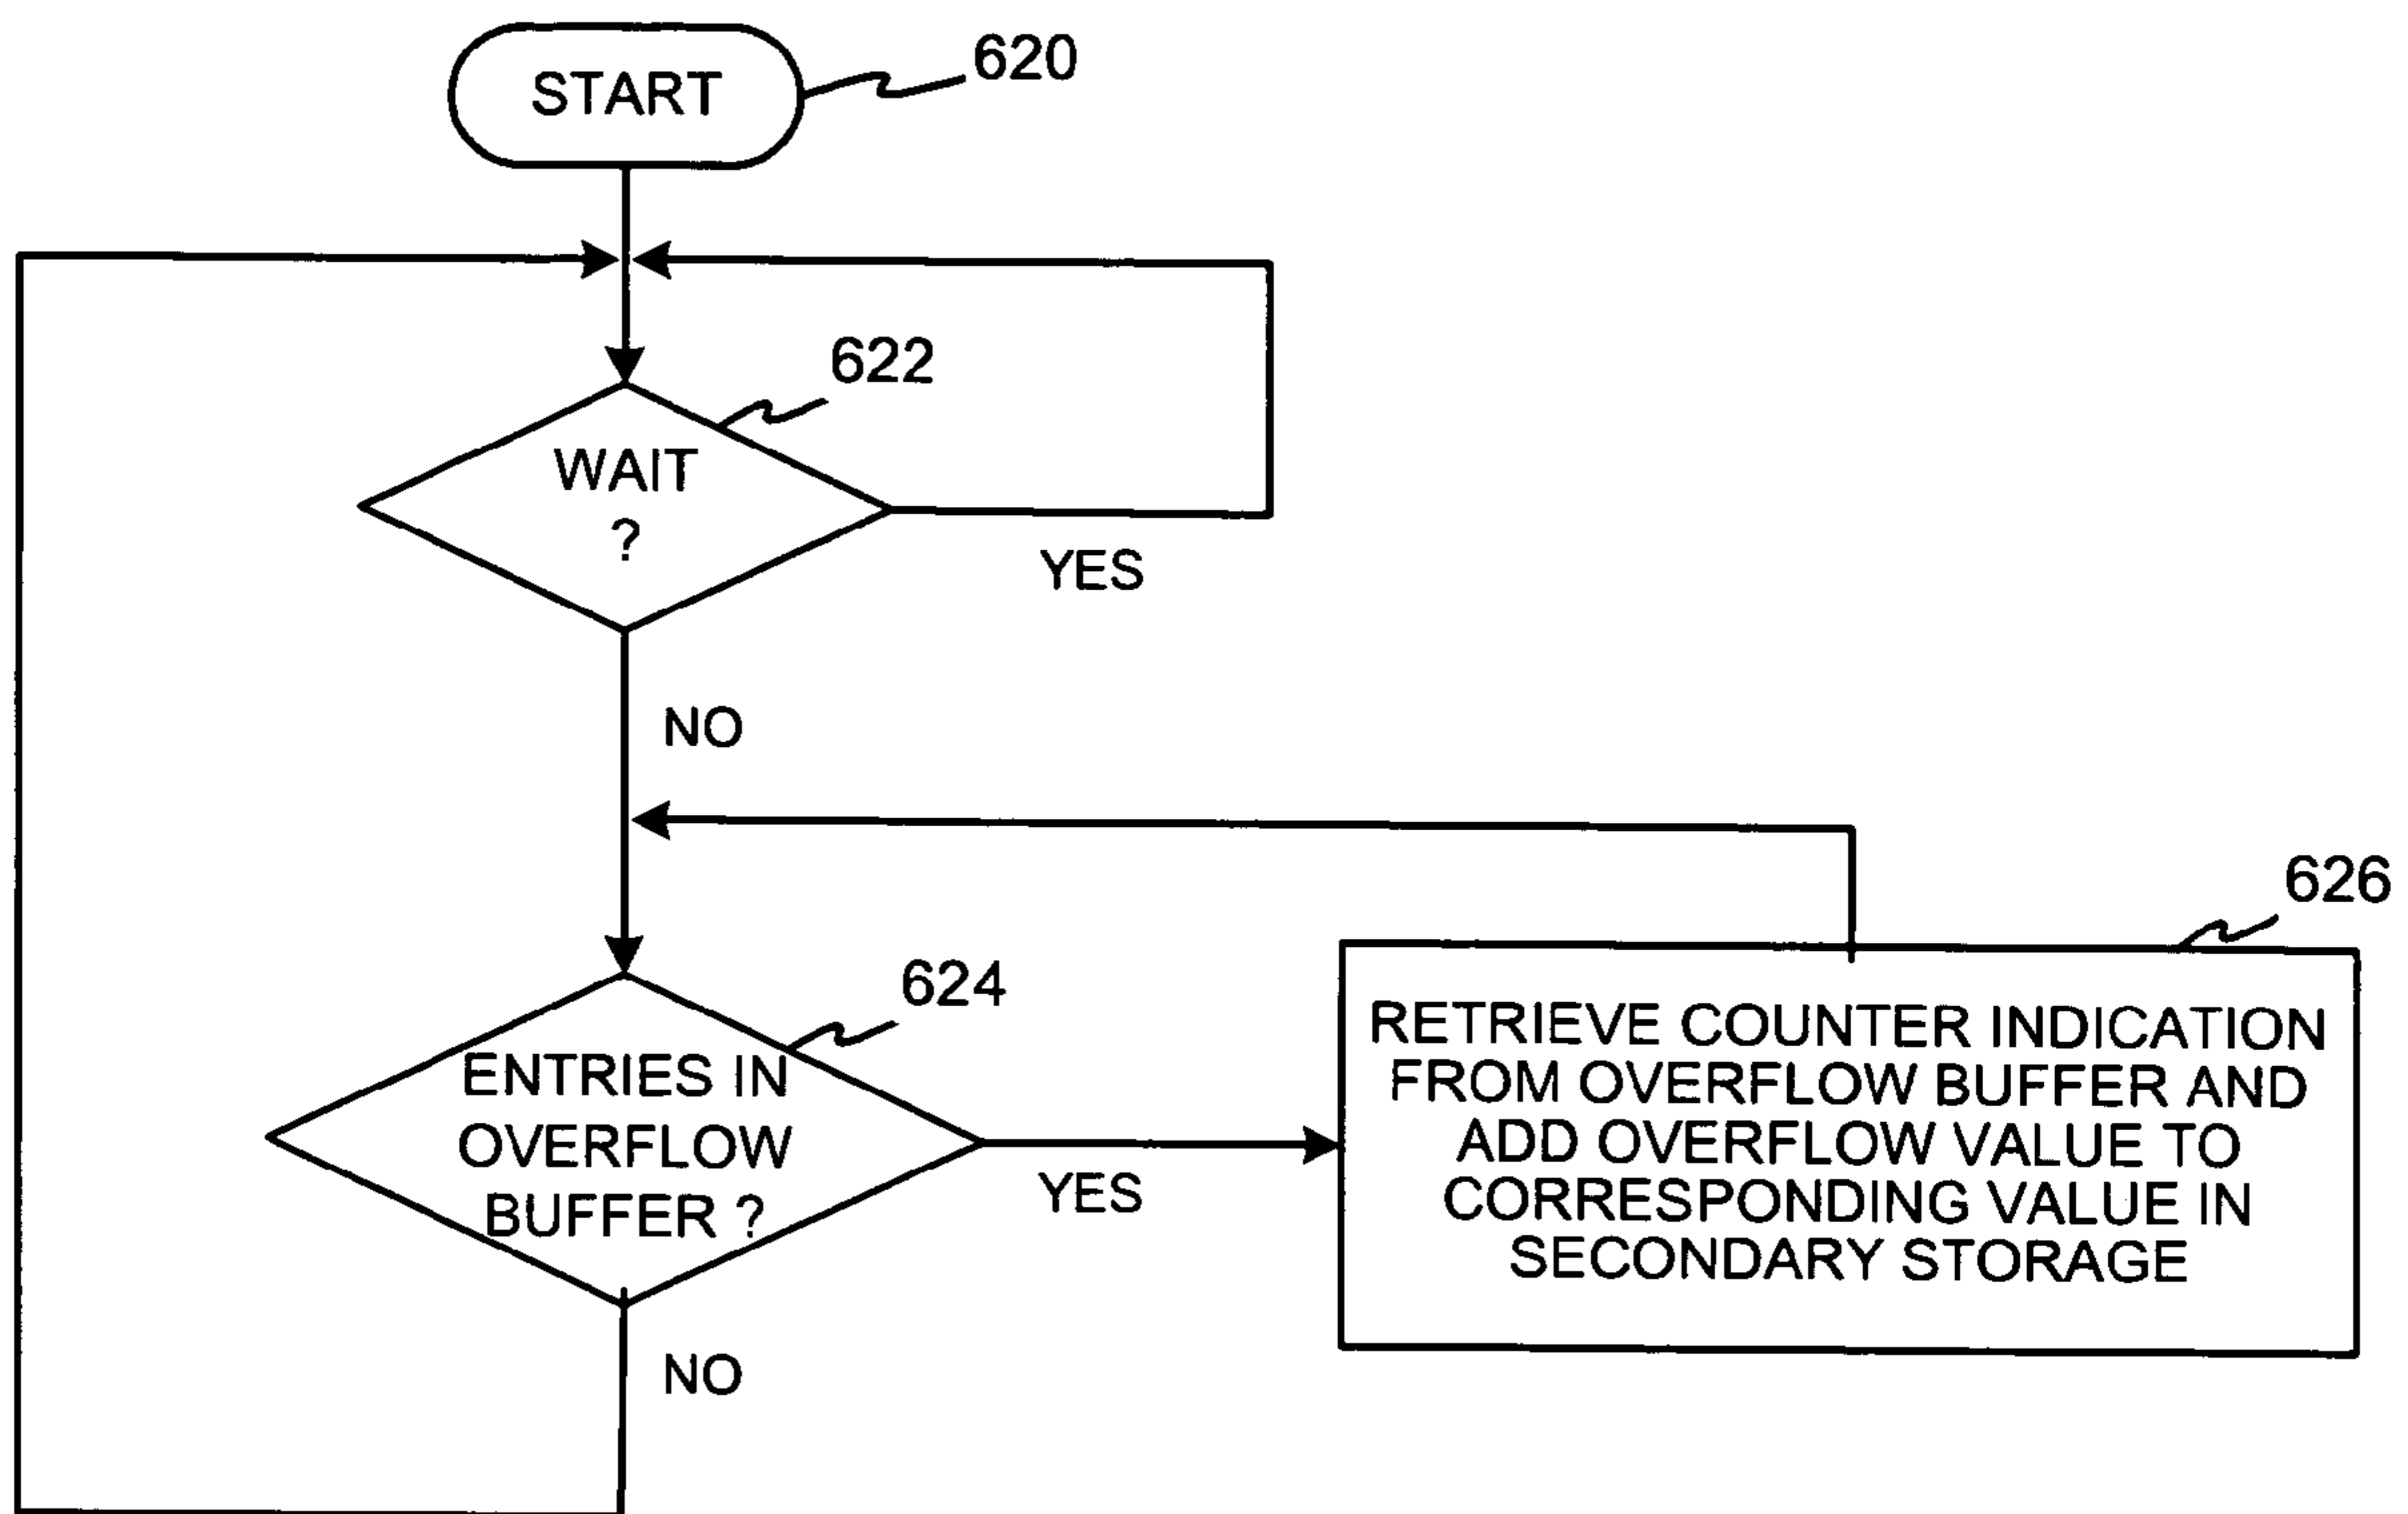 START
620
622
WAIT
?
YES
NO
626
624
ENTRIES IN
OVERFLOW
BUFFER ?
YES
RETRIEVE COUNTER INDICATION
FROM OVERFLOW BUFFER AND
ADD OVERFLOW VALUE TO
CORRESPONDING VALUE IN
SECONDARY STORAGE
NO